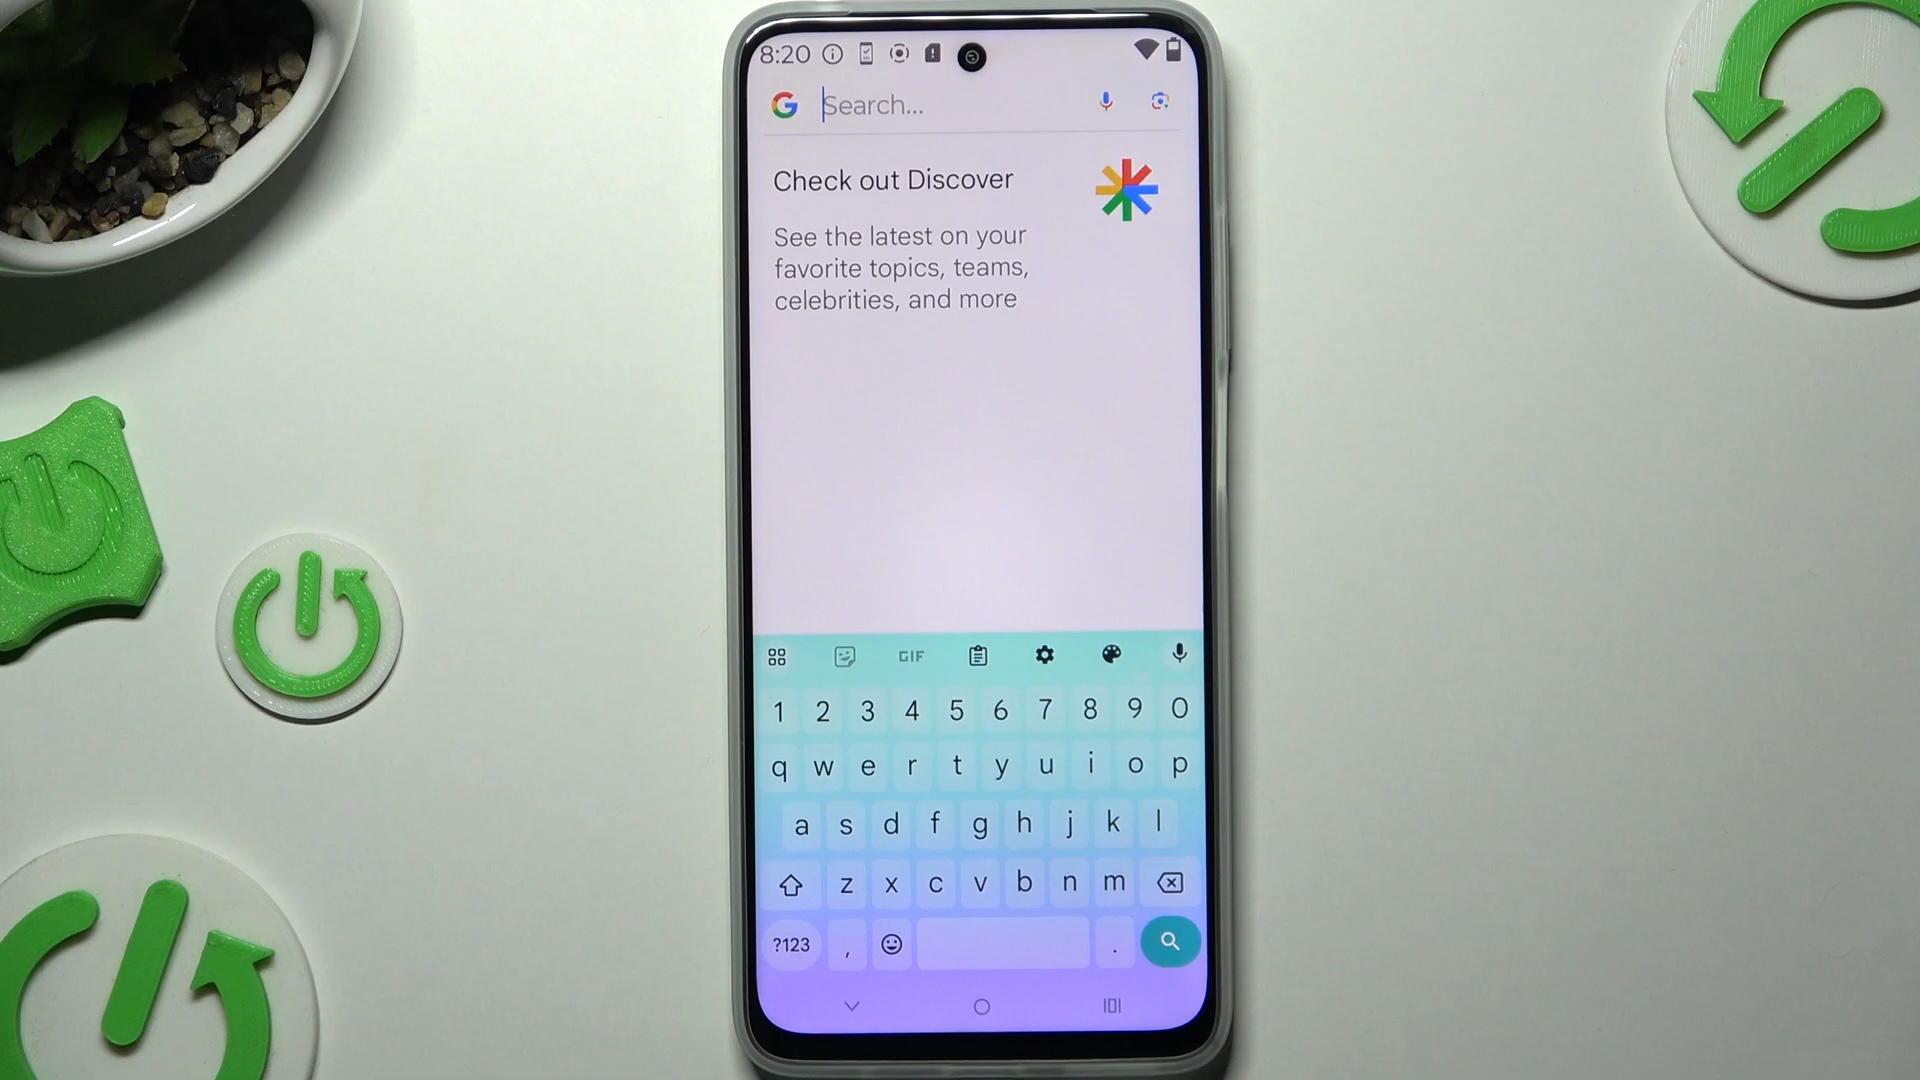 8:20
Search...
Check out Discover
See the latest on your
favorite topics, teams,
celebrities, and more
GIF
1 2 3 4 5 6 7 8 9 0
q w e r t y u i o p
a s d f g h j k l
z x c v b n m
?123 , .